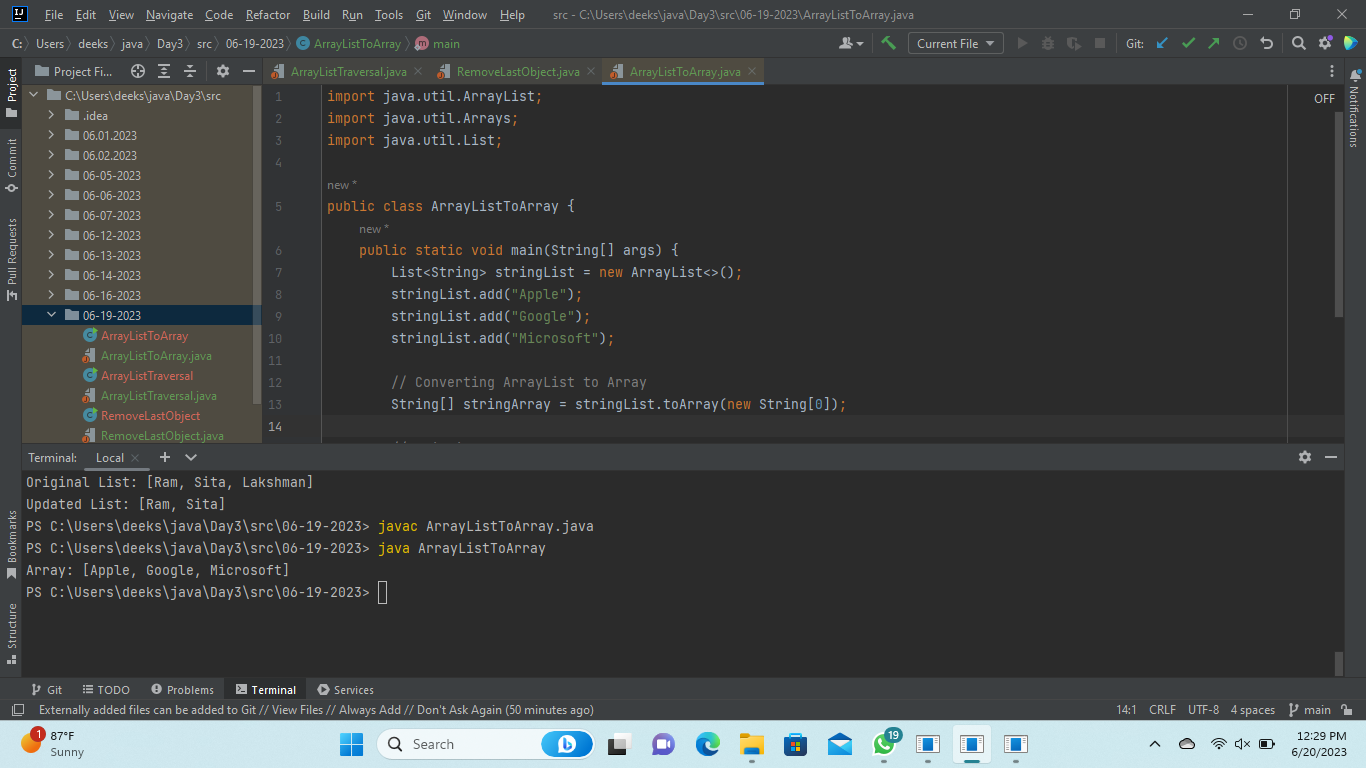 File Edit View Navigate Code Refactor Build Run Tools Git Window Help src - C:\Users\deeks\java\Day3\src\06-19-2023\ArrayListToArray.java
C: Users deeks java Day3 src 06-19-2023 ArrayListToArray main Current File Git:
Project Fi... ArrayListTraversal.java RemoveLastObject.java ArrayListToArray.java
Project
Commit
Pull Requests
Bookmarks
Structure
C:\Users\deeks\java\Day3\src
.idea
06.01.2023
06.02.2023
06-05-2023
06-06-2023
06-07-2023
06-12-2023
06-13-2023
06-14-2023
06-16-2023
06-19-2023
ArrayListToArray
ArrayListToArray.java
ArrayListTraversal
ArrayListTraversal.java
RemoveLastObject
RemoveLastObject.java
1 import java.util.ArrayList;
2 import java.util.Arrays;
3 import java.util.List;
4
new *
5 public class ArrayListToArray {
new *
6 public static void main(String[] args) {
7 List<String> stringList = new ArrayList<>();
8 stringList.add("Apple");
9 stringList.add("Google");
10 stringList.add("Microsoft");
11
12 // Converting ArrayList to Array
13 String[] stringArray = stringList.toArray(new String[0]);
14
OFF
Notifications
Terminal: Local
Original List: [Ram, Sita, Lakshman]
Updated List: [Ram, Sita]
PS C:\Users\deeks\java\Day3\src\06-19-2023> javac ArrayListToArray.java
PS C:\Users\deeks\java\Day3\src\06-19-2023> java ArrayListToArray
Array: [Apple, Google, Microsoft]
PS C:\Users\deeks\java\Day3\src\06-19-2023>
Git TODO Problems Terminal Services
Externally added files can be added to Git // View Files // Always Add // Don't Ask Again (50 minutes ago) 14:1 CRLF UTF-8 4 spaces main
1 87°F
Sunny
Search
19
12:29 PM
6/20/2023